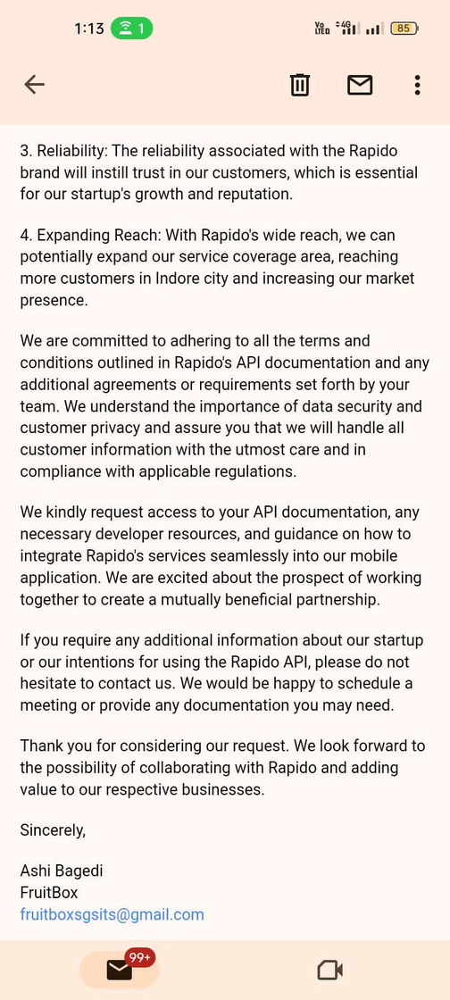 1:13
1
Vo
LTE
4G
85
3. Reliability: The reliability associated with the Rapido
brand will instill trust in our customers, which is essential
for our startup's growth and reputation.
4. Expanding Reach: With Rapido's wide reach, we can
potentially expand our service coverage area, reaching
more customers in Indore city and increasing our market
presence.
We are committed to adhering to all the terms and
conditions outlined in Rapido's API documentation and any
additional agreements or requirements set forth by your
team. We understand the importance of data security and
customer privacy and assure you that we will handle all
customer information with the utmost care and in
compliance with applicable regulations.
We kindly request access to your API documentation, any
necessary developer resources, and guidance on how to
integrate Rapido's services seamlessly into our mobile
application. We are excited about the prospect of working
together to create a mutually beneficial partnership.
If you require any additional information about our startup
or our intentions for using the Rapido API, please do not
hesitate to contact us. We would be happy to schedule a
meeting or provide any documentation you may need.
Thank you for considering our request. We look forward to
the possibility of collaborating with Rapido and adding
value to our respective businesses.
Sincerely,
Ashi Bagedi
FruitBox
fruitboxsgsits@gmail.com
99+